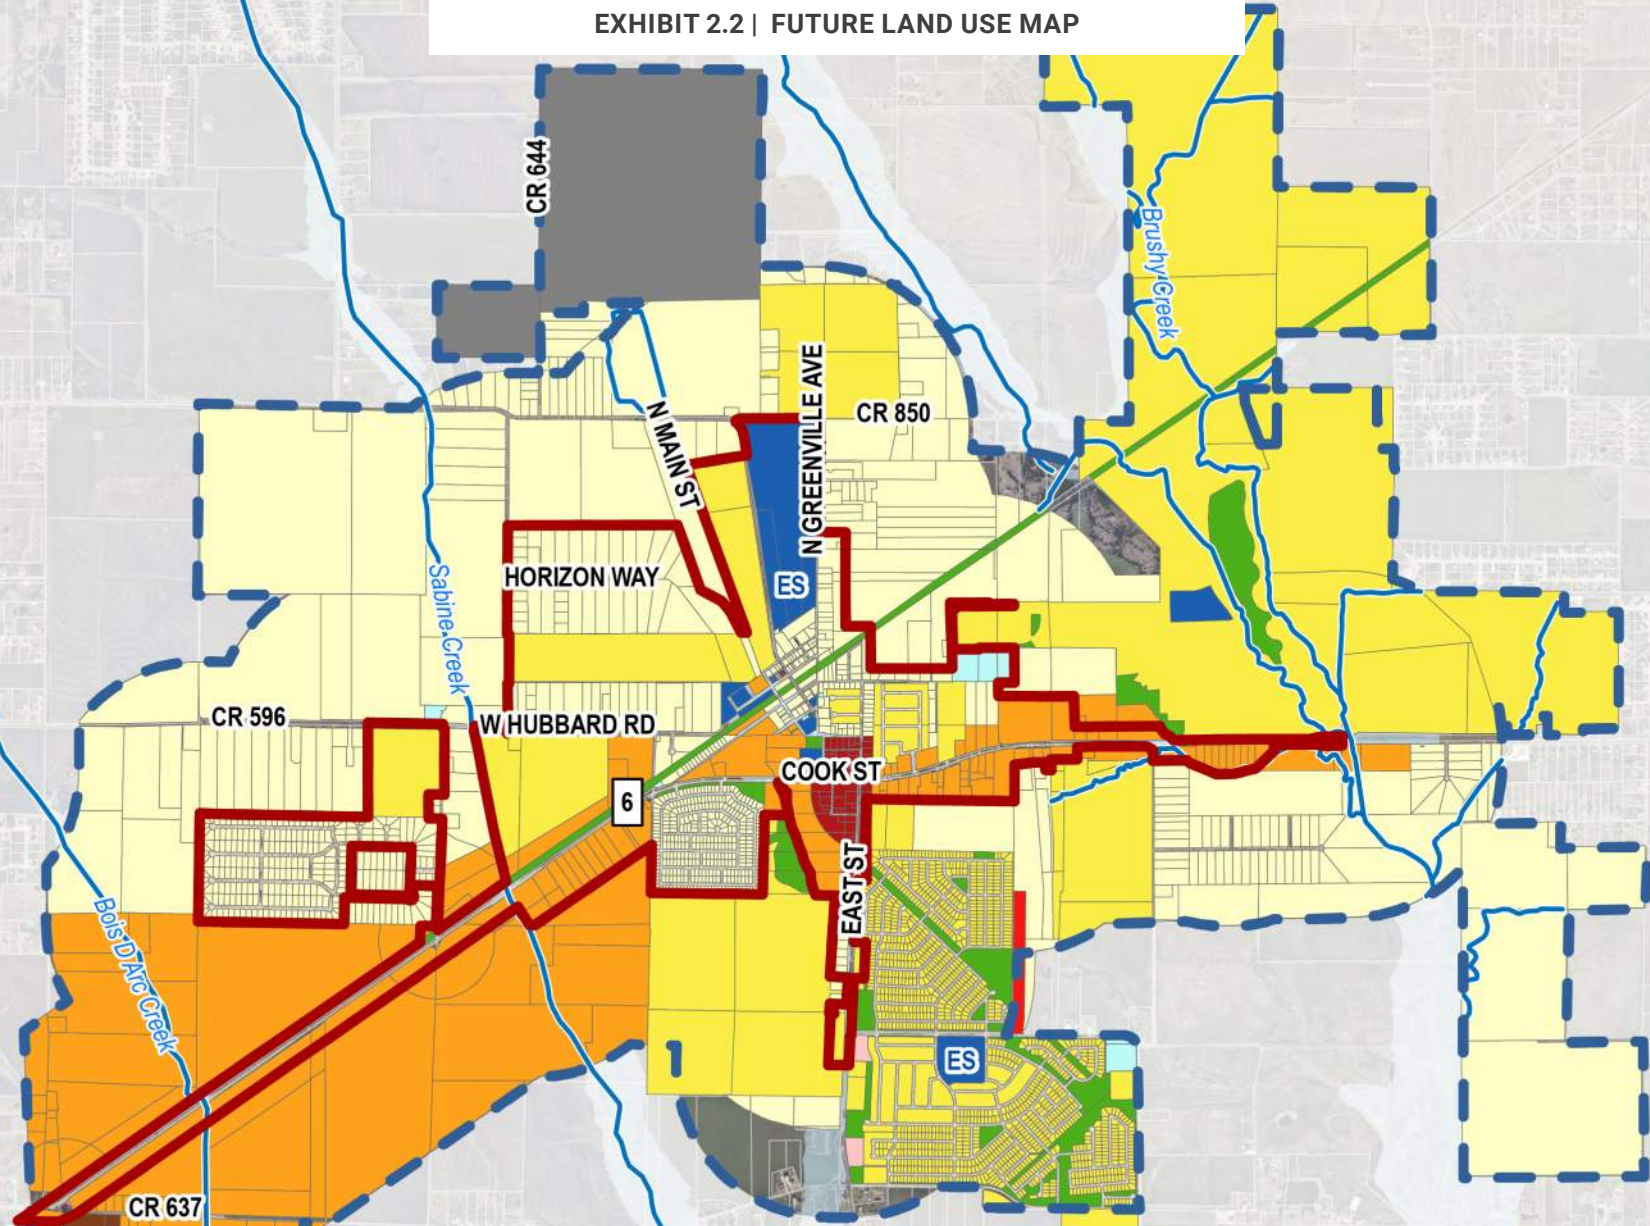 EXHIBIT 2.2 | FUTURE LAND USE MAP
CR 644
Brushy Creek
N GREENVILLE AVE
CR 850
N MAIN ST
HORIZON WAY
ES
Sabine Creek
CR 596
W HUBBARD RD
COOK ST
6
EAST ST
Bois D Arc Creek
ES
CR 637